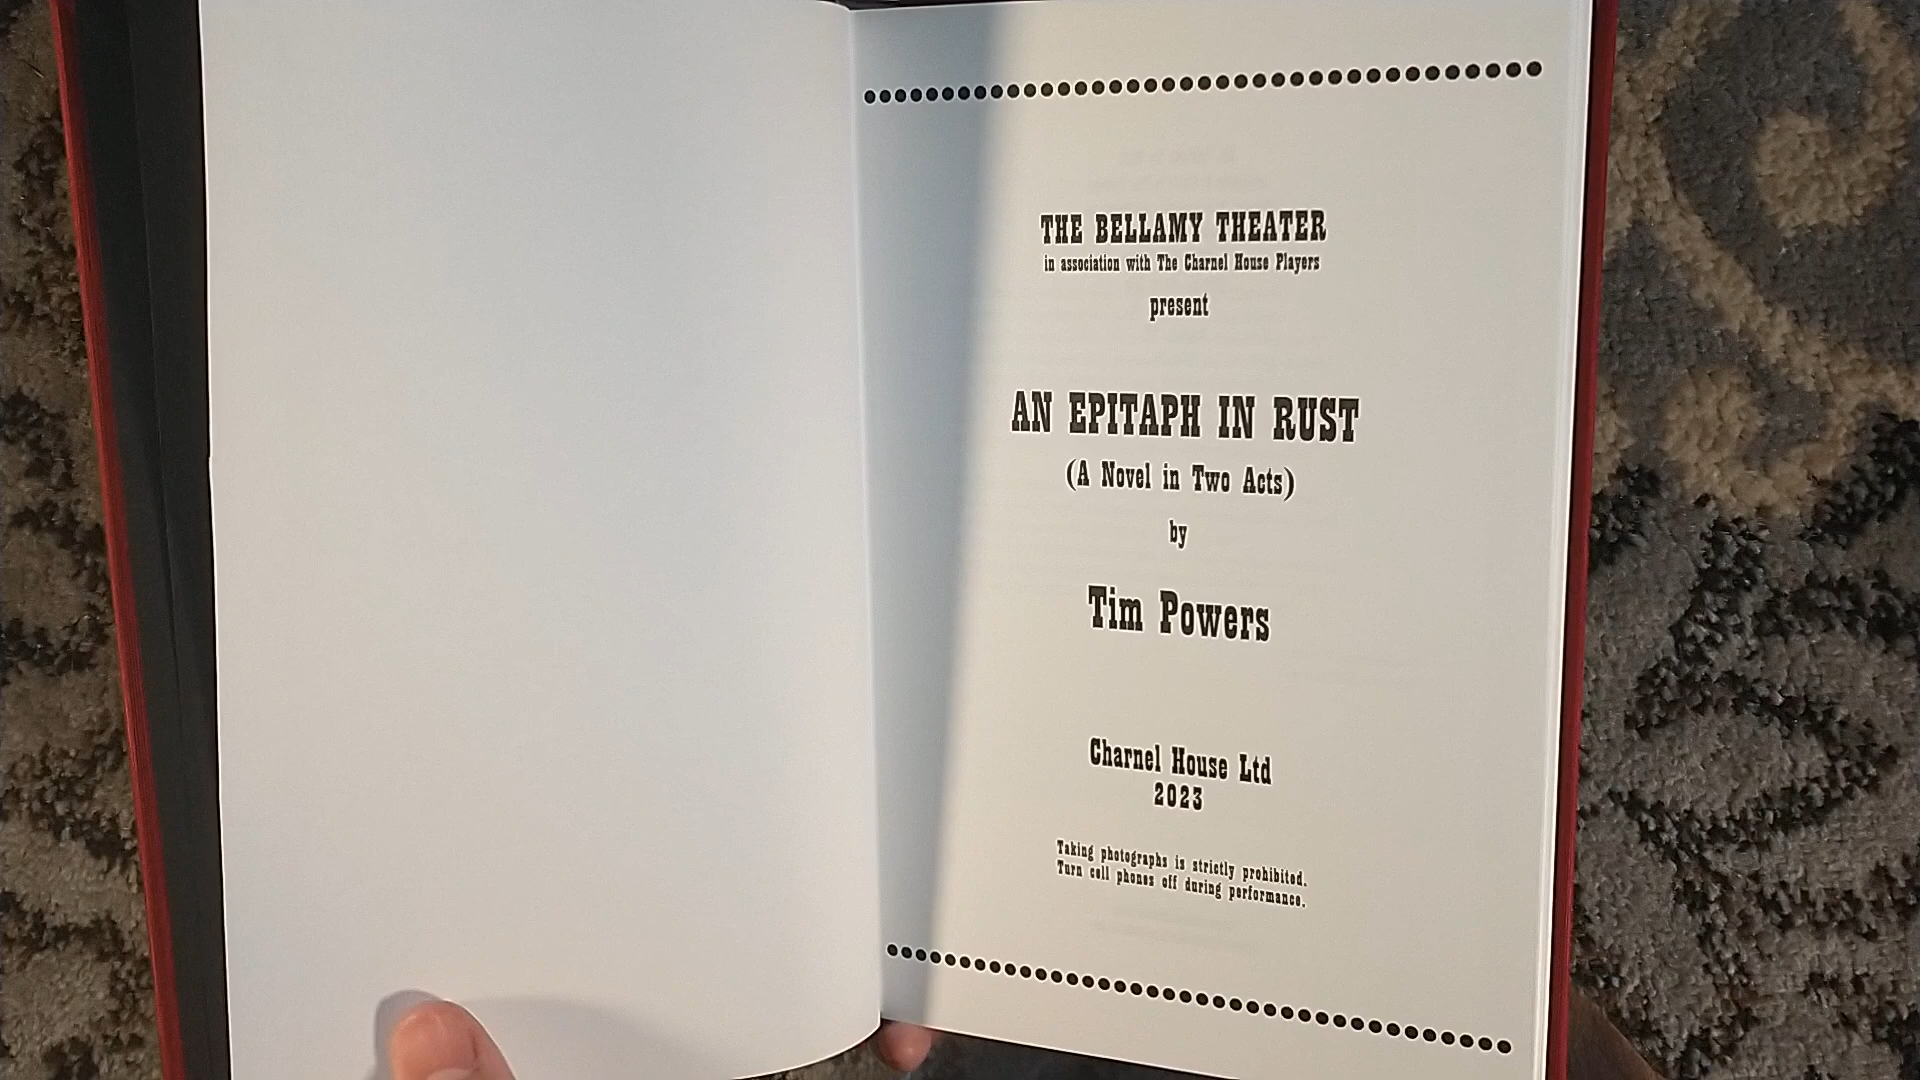 THE BELLAMY THEATER
in association with The Charnel House Players
present
AN EPITAPH IN RUST
(A Novel in Two Acts)
by
Tim Powers
Charnel House Ltd
2023
Taking photographs is strictly prohibited.
Turn cell phones off during performance.